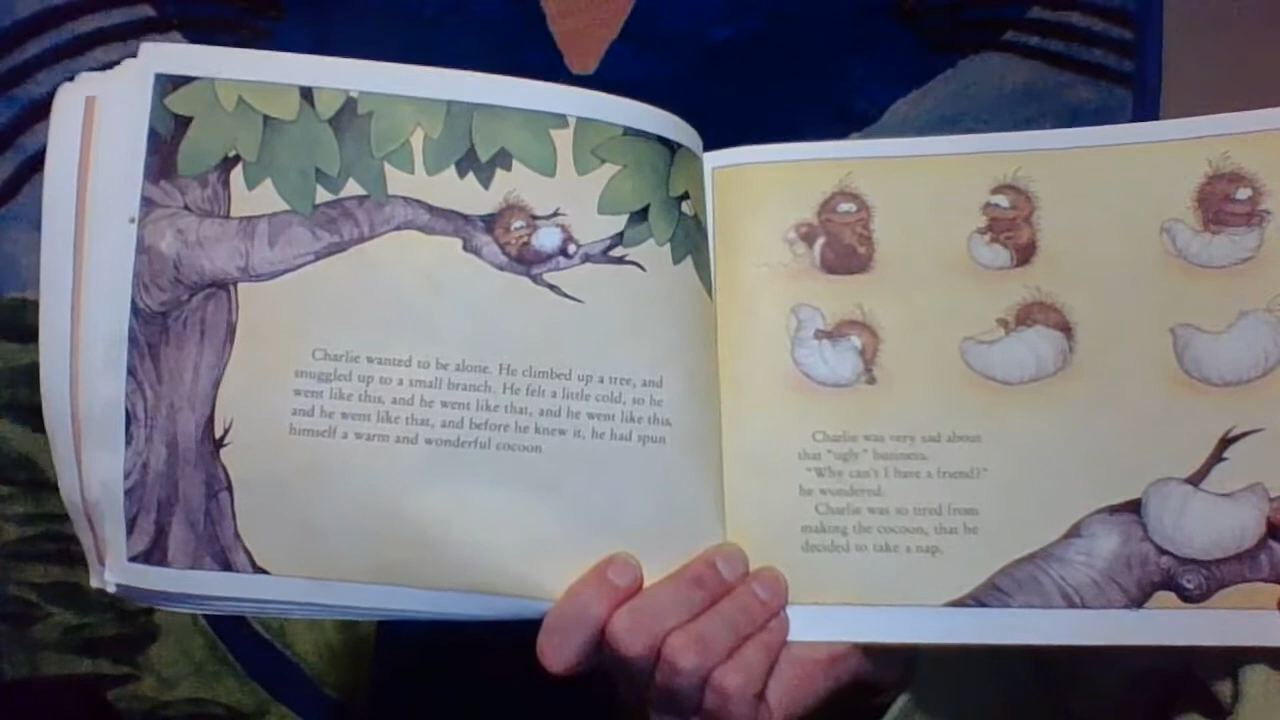 Charlie wanted to be alone. He climbed up a tree, and
snuggled up to a small branch. He felt a little cold, so he
went like this, and he went like that, and he went like this,
and he went like that, and before he knew it, he had spun
himself a warm and wonderful cocoon.
Charlie was very sad about
that "ugly" business.
"Why can't I have a friend?"
he wondered.
Charlie was so tired from
making the cocoon, that he
decided to take a nap.